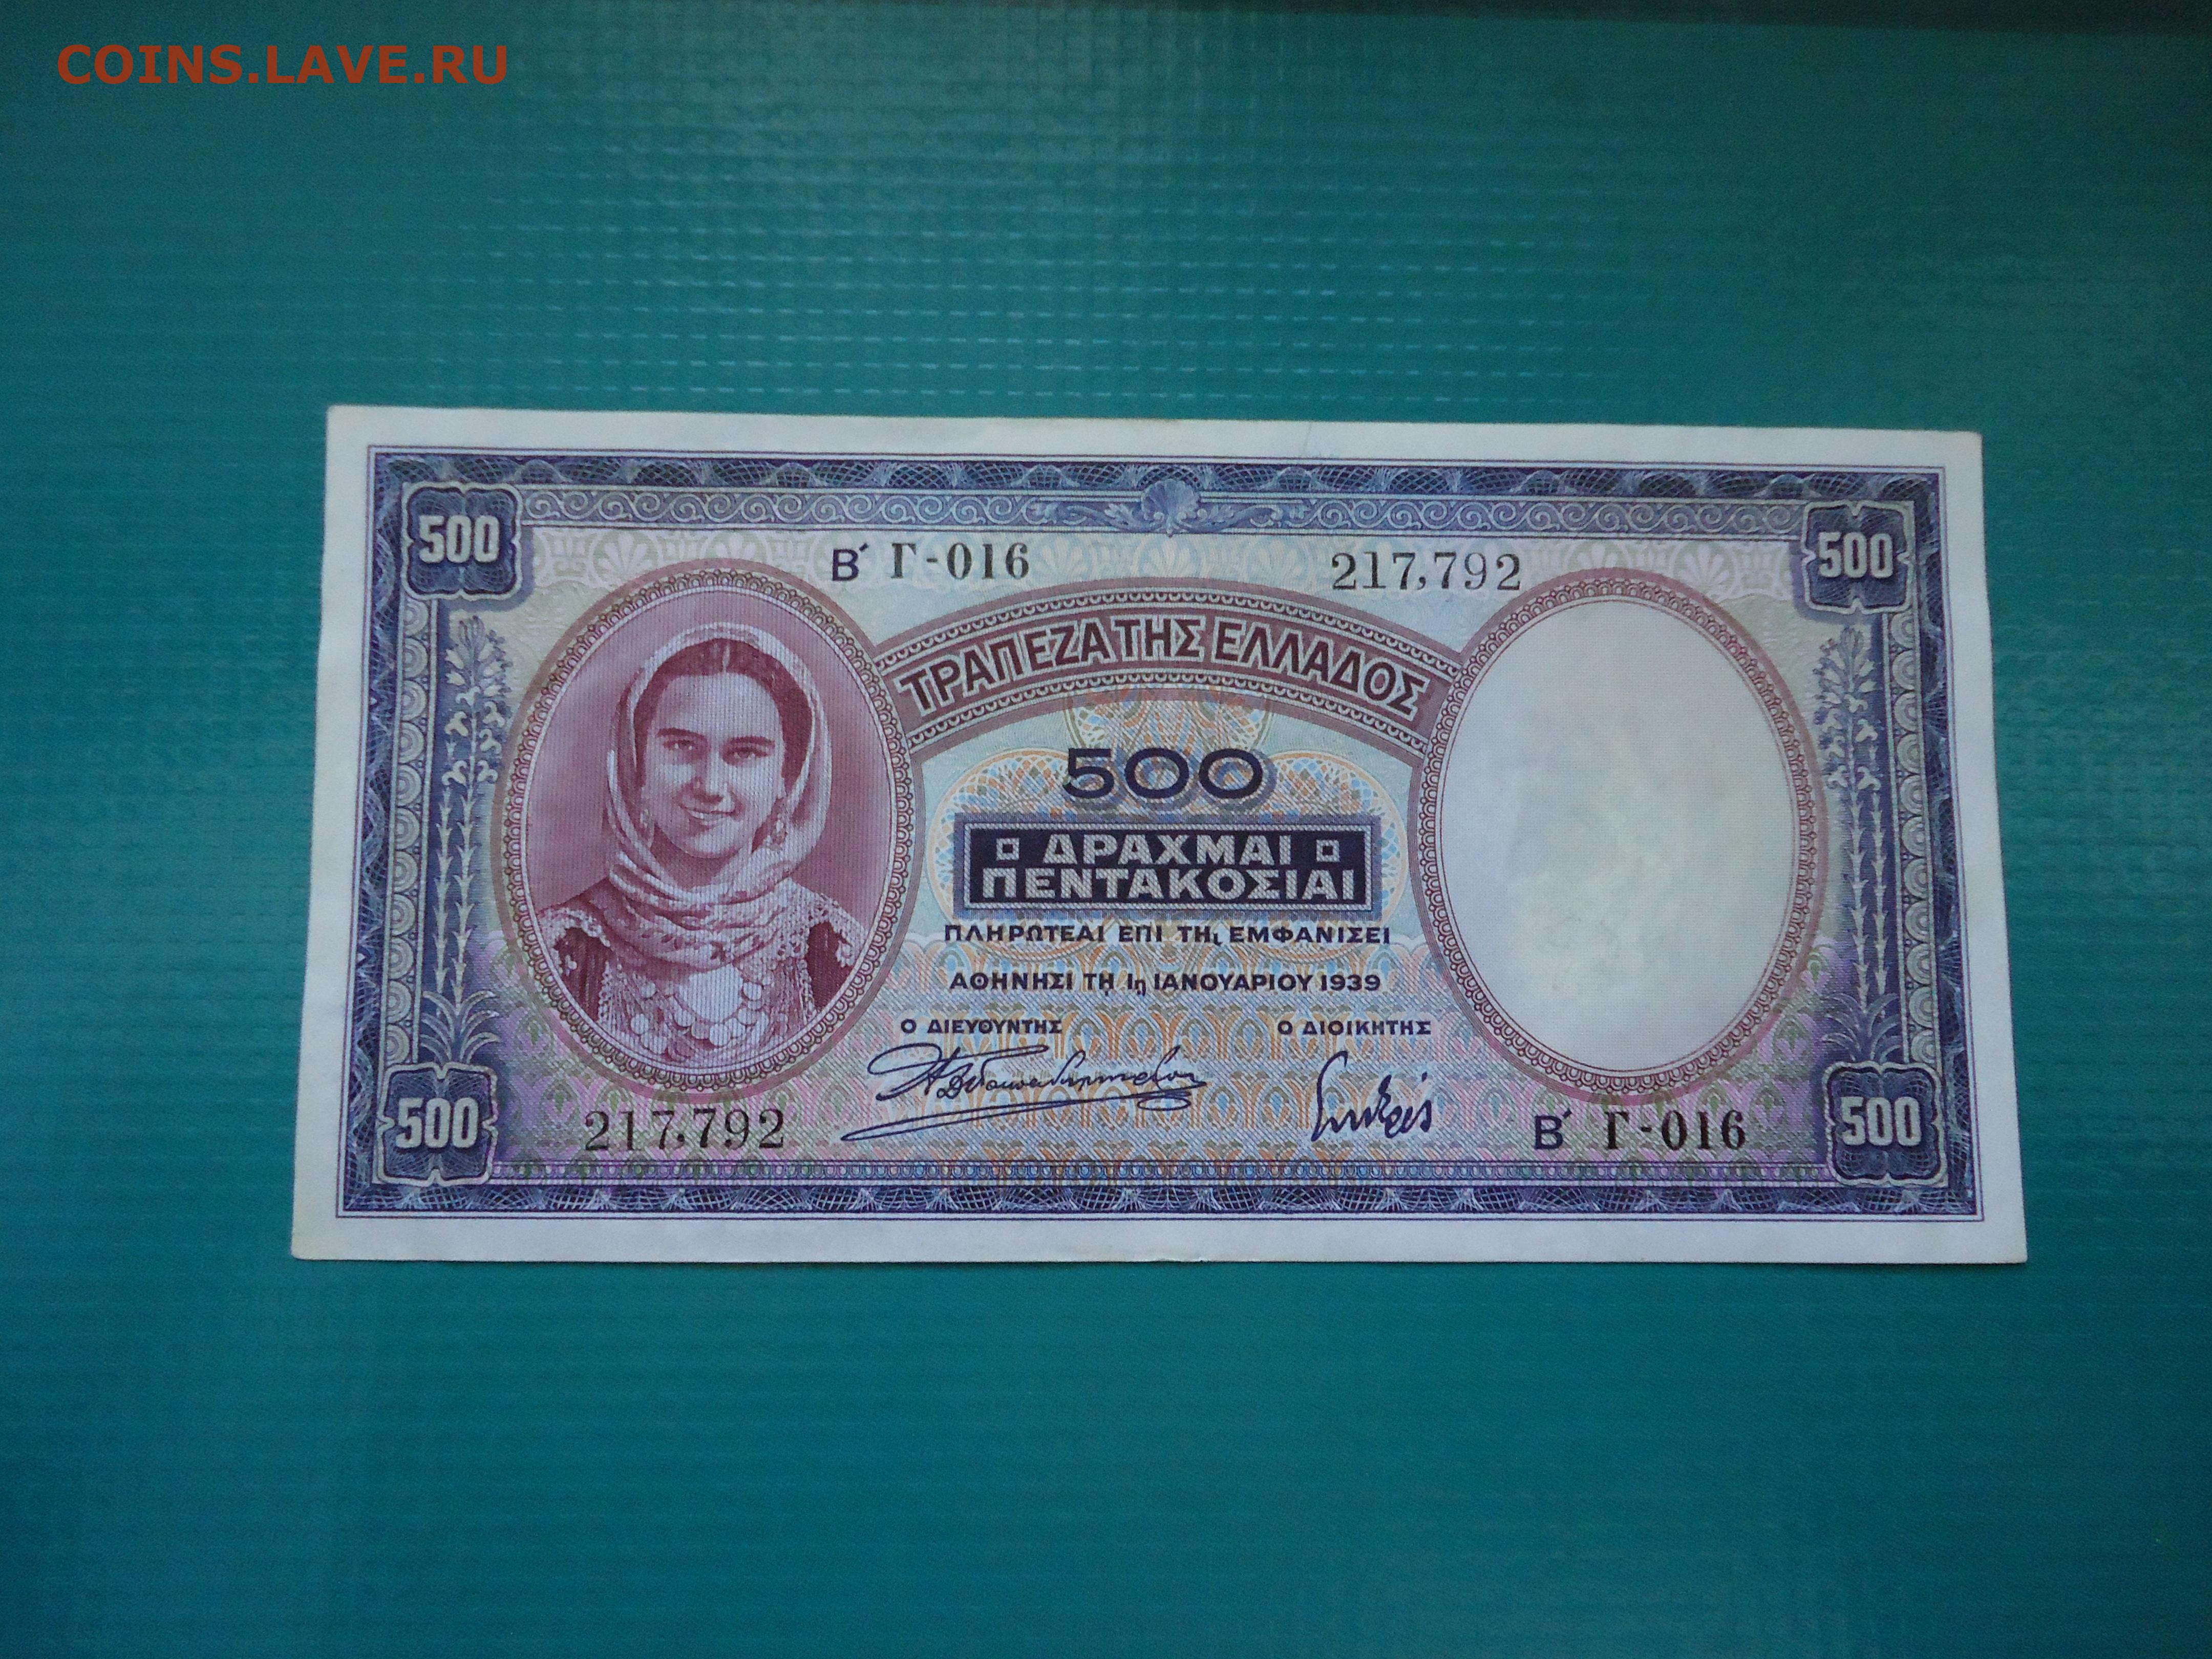 COINS.LAVE.RU
500 500
Β΄ Γ-016 217,792
ΤΡΑΠΕΖΑ ΤΗΣ ΕΛΛΑΔΟΣ
500
ΔΡΑΧΜΑΙ
ΠΕΝΤΑΚΟΣΙΑΙ
ΠΛΗΡΩΤΕΑΙ ΕΠΙ ΤΗι ΕΜΦΑΝΙΣΕΙ
ΑΘΗΝΗΣΙ ΤΗ 1η ΙΑΝΟΥΑΡΙΟΥ 1939
Ο ΔΙΕΥΘΥΝΤΗΣ Ο ΔΙΟΙΚΗΤΗΣ
217,792 Β΄ Γ-016
500 500